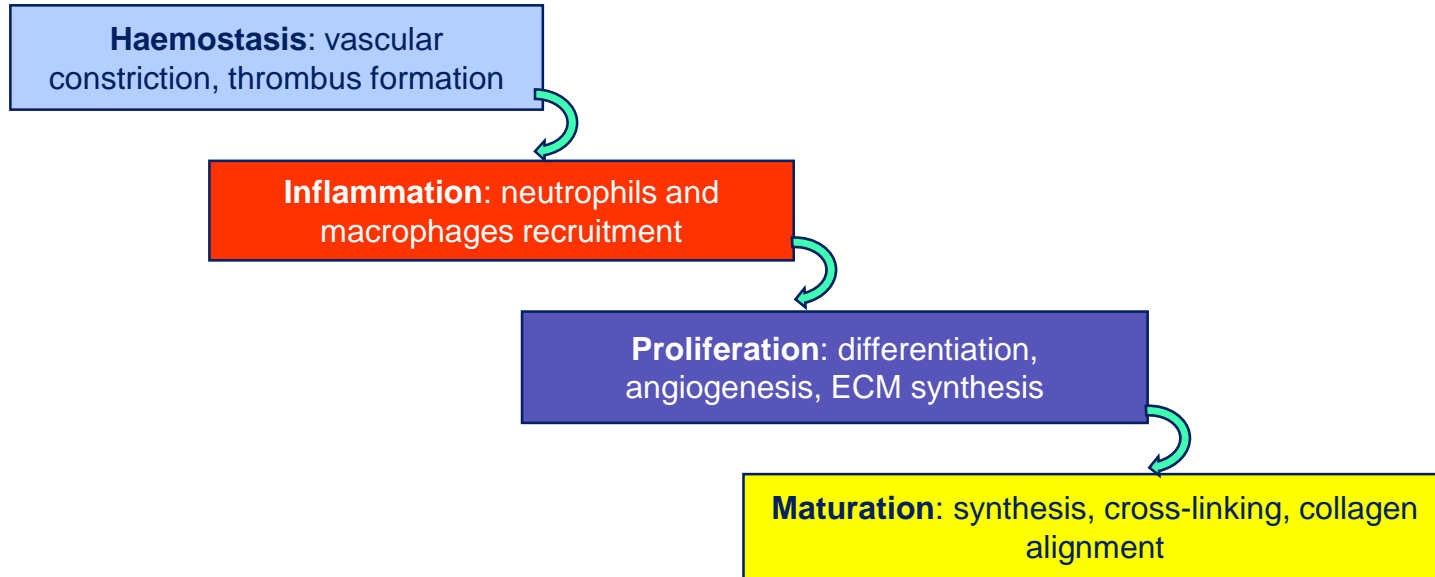 Haemostasis: vascular
constriction, thrombus formation
Inflammation: neutrophils and
macrophages recruitment
Proliferation: differentiation,
angiogenesis, ECM synthesis
Maturation: synthesis, cross-linking, collagen
alignment